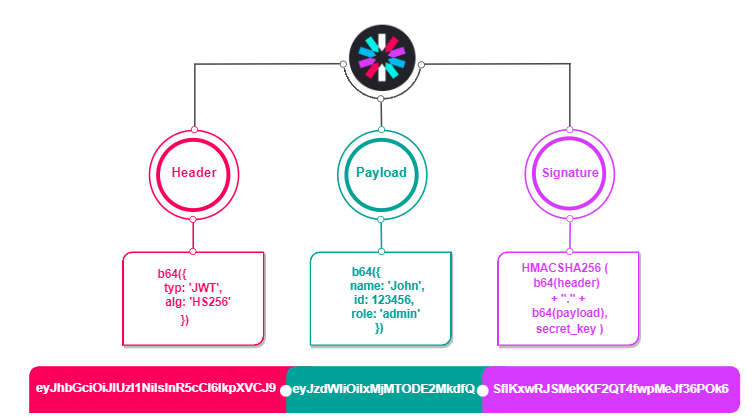 Header
Payload
Signature
b64({
typ: 'JWT',
alg: 'HS256'
})
b64({
name: 'John',
id: 123456,
role: 'admin'
})
HMACSHA256 (
b64(header)
+ "." +
b64(payload),
secret_key )
eyJhbGciOiJIUzI1NiIsInR5cCI6IkpXVCJ9
eyJzdWIiOiIxMjMTODE2MkdfQ
SflKxwRJSMeKKF2QT4fwpMeJf36POk6